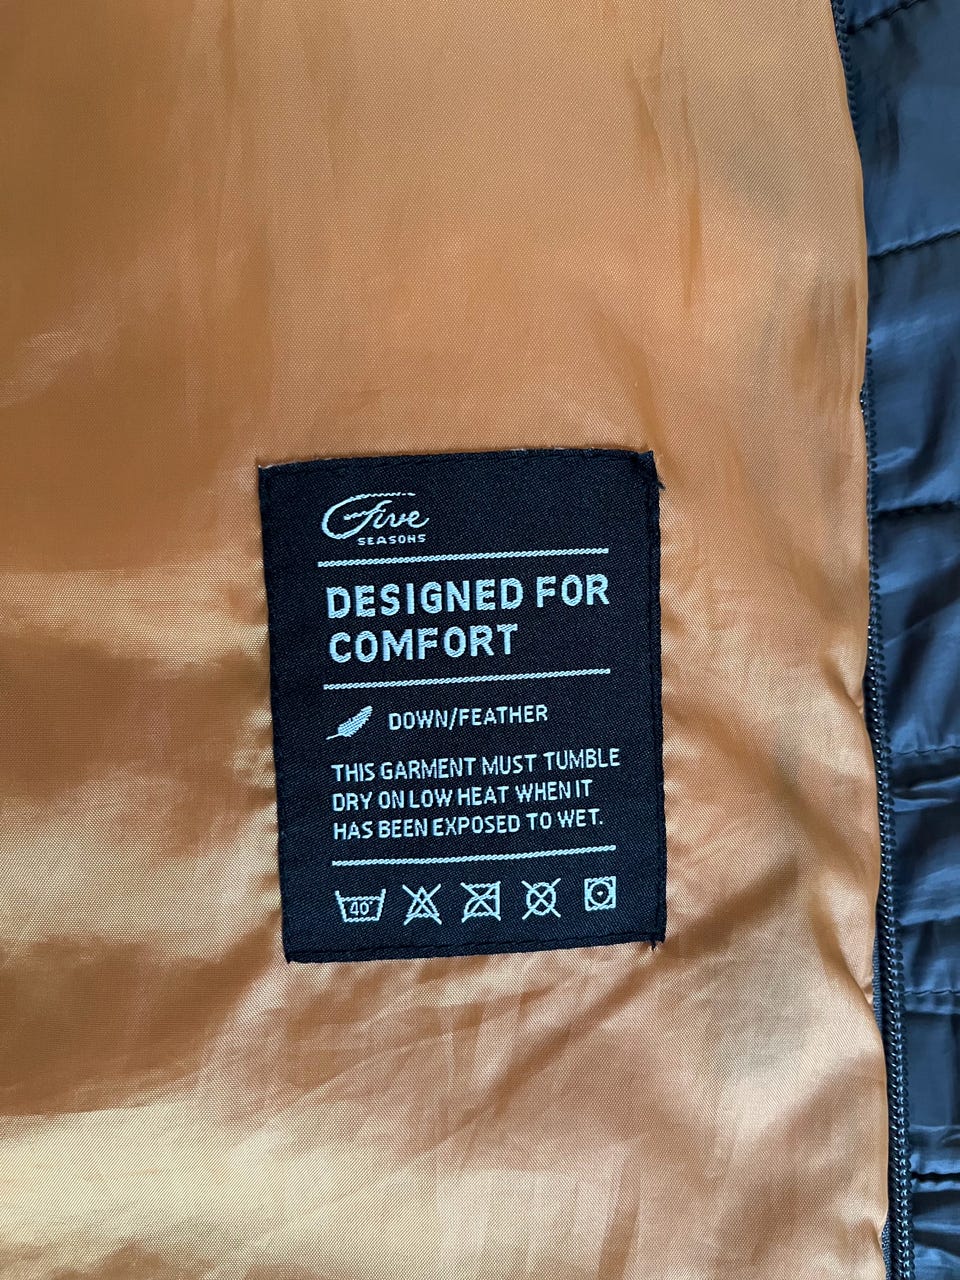 Five
SEASONS
DESIGNED FOR
COMFORT
DOWN/FEATHER
THIS GARMENT MUST TUMBLE
DRY ON LOW HEAT WHEN IT
HAS BEEN EXPOSED TO WET.
40°